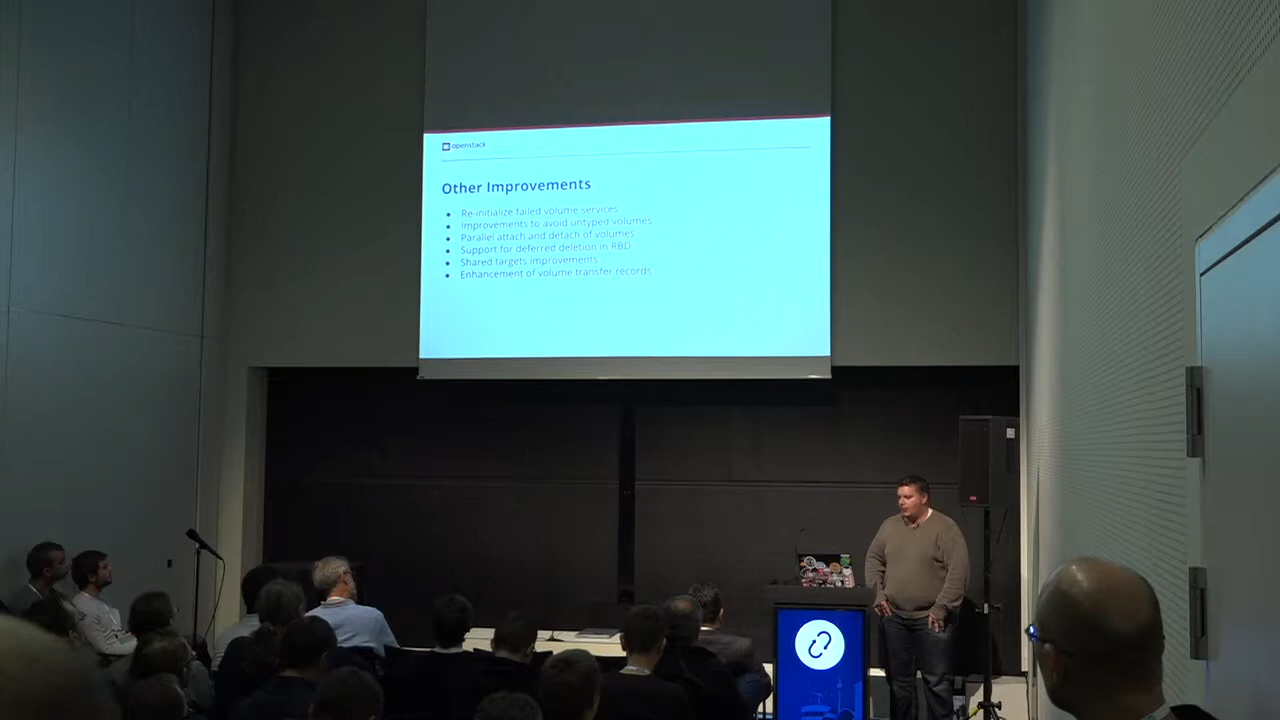 openstack
Other Improvements
Re-initialize failed volume services
Improvements to avoid untyped volumes
Parallel attach and detach of volumes
Support for deferred deletion in RBD
Shared targets improvements
Enhancement of volume transfer records